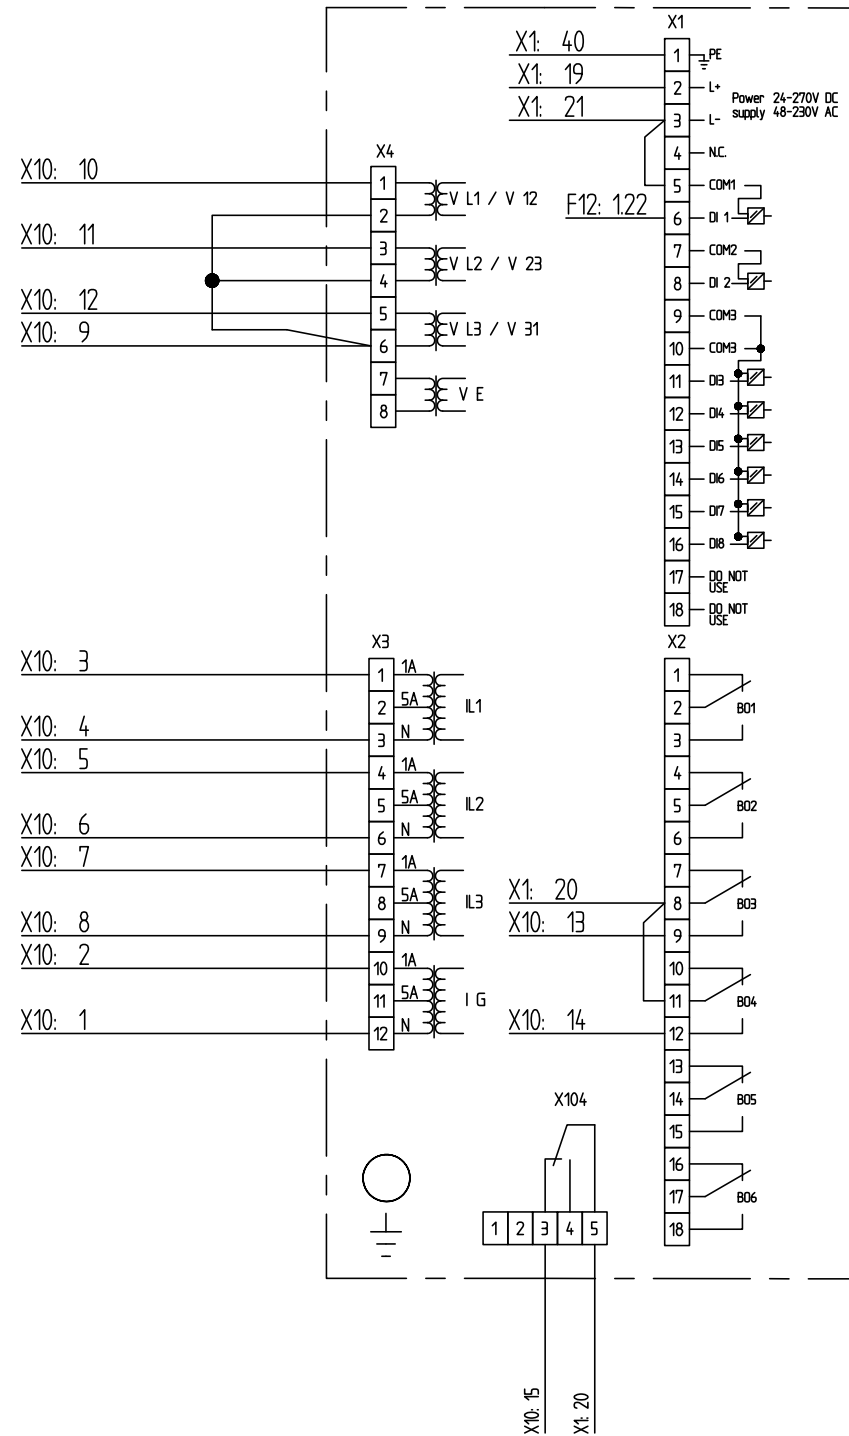 X1
X1: 40
1
PE
X1: 19
2
L+
Power 24-270V DC
supply 48-230V AC
X1: 21
3
L-
4
N.C.
5
COM1
F12: 1.22
6
DI 1
7
COM2
8
DI 2
9
COM3
10
COM3
11
DI3
12
DI4
13
DI5
14
DI6
15
DI7
16
DI8
17
DO NOT
USE
18
DO NOT
USE
X4
X10: 10
1
V L1 / V 12
2
X10: 11
3
V L2 / V 23
4
X10: 12
5
V L3 / V 31
X10: 9
6
7
V E
8
X3
X10: 3
1
1A
2
5A
IL1
X10: 4
3
N
X10: 5
4
1A
5
5A
IL2
X10: 6
6
N
X10: 7
7
1A
8
5A
IL3
X10: 8
9
N
X10: 2
10
1A
11
5A
I G
X10: 1
12
N
X2
1
2
BO1
3
4
5
BO2
6
7
X1: 20
8
BO3
X10: 13
9
10
11
BO4
X10: 14
12
13
14
BO5
15
16
17
BO6
18
X104
1 2 3 4 5
X10: 15
X1: 20